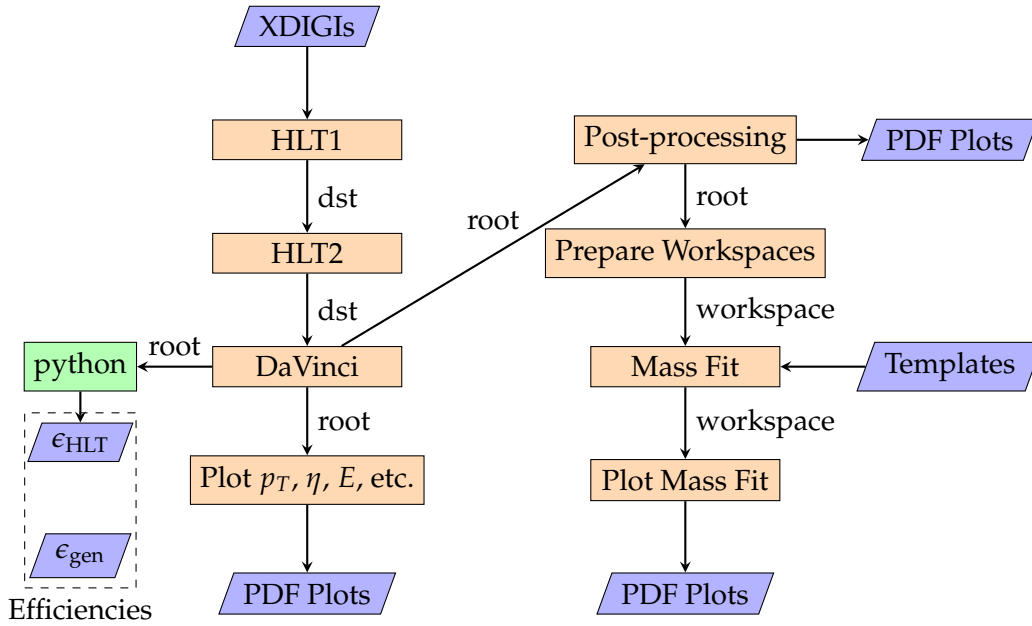 XDIGIs
HLT1
dst
HLT2
dst
DaVinci
root
python
ϵHLT
ϵgen
Efficiencies
root
Plot pT, η, E, etc.
PDF Plots
root
Post-processing
PDF Plots
root
Prepare Workspaces
workspace
Mass Fit
Templates
workspace
Plot Mass Fit
PDF Plots